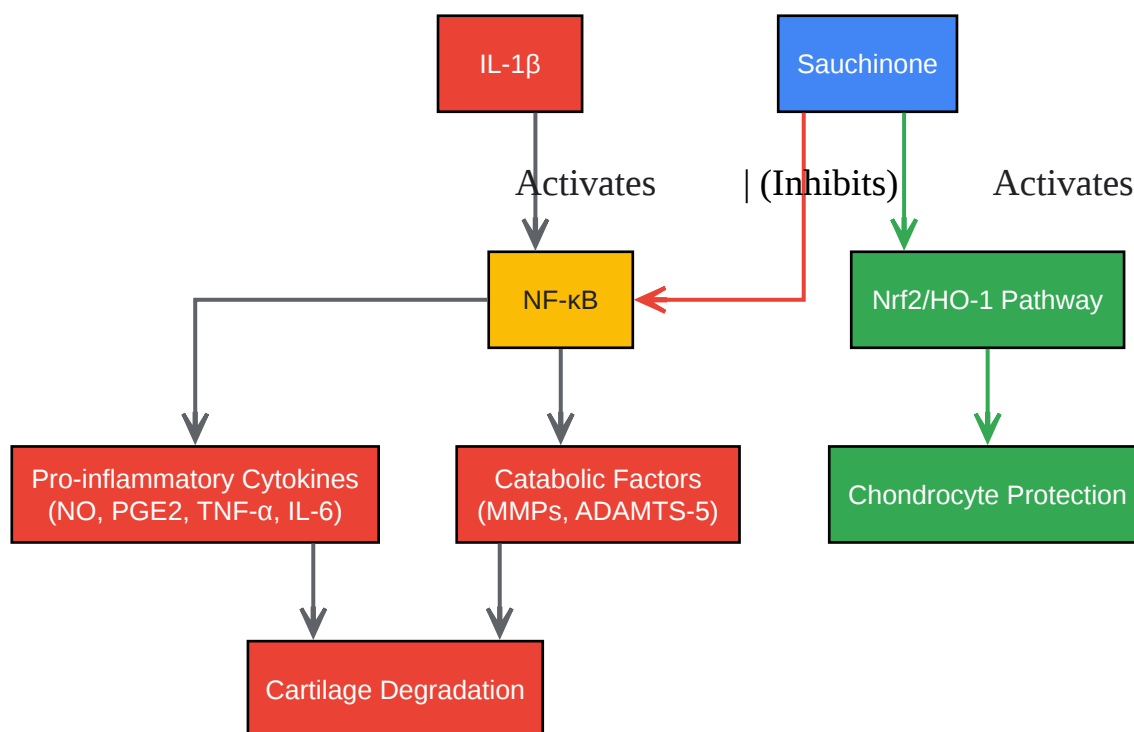 IL-1β
Sauchinone
Activates
| (Inhibits)
Activates
NF-κB
Nrf2/HO-1 Pathway
Pro-inflammatory Cytokines
(NO, PGE2, TNF-α, IL-6)
Catabolic Factors
(MMPs, ADAMTS-5)
Chondrocyte Protection
Cartilage Degradation